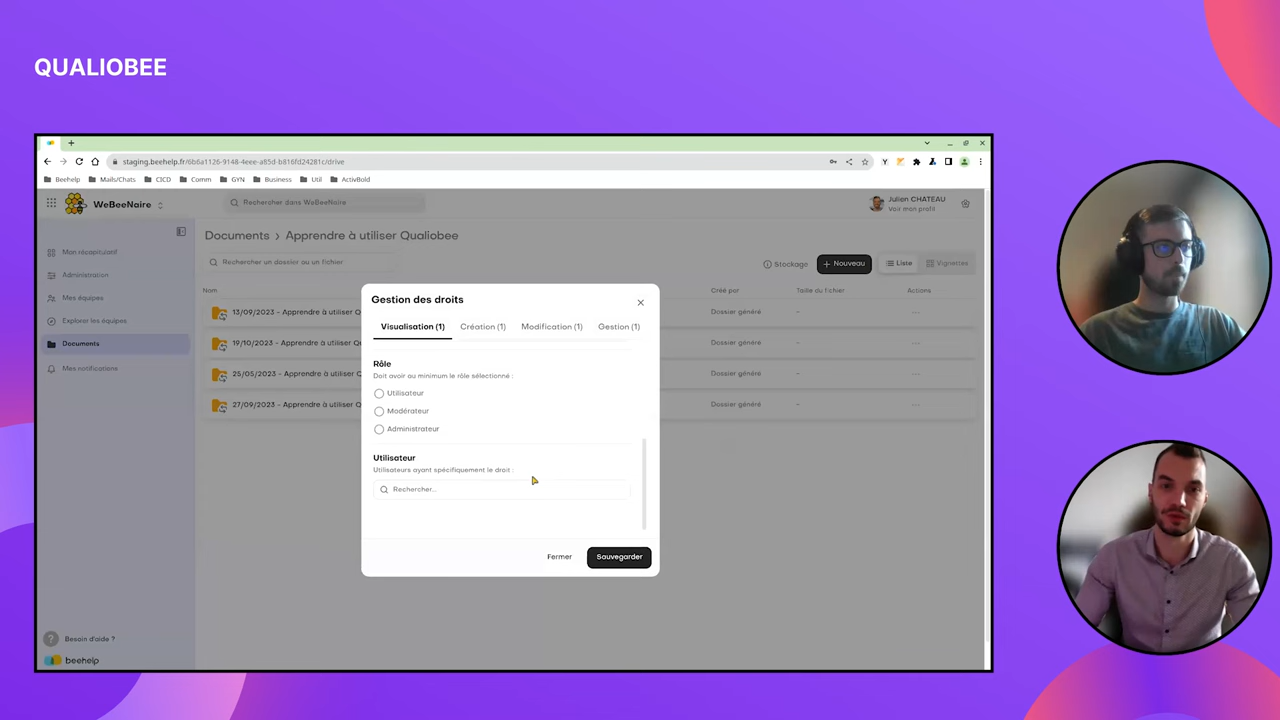 QUALIOBEE
staging.beehelp.fr/6b6a1126-9148-4eee-a85d-b816fd24281c/drive
Beehelp Mails/Chats CICD Comm GYN Business Util ActivBold
WeBeeNaire
Rechercher dans WeBeeNaire
Julien CHATEAU
Voir mon profil
Mon récapitulatif
Administration
Mes équipes
Explorer les équipes
Documents
Mes notifications
Besoin d'aide ?
beehelp
Documents > Apprendre à utiliser Qualiobee
Rechercher un dossier ou un fichier
Stockage
+ Nouveau
Liste
Vignettes
Nom Créé par Taille du fichier Actions
13/09/2023 - Apprendre à utiliser Q Dossier généré - ...
19/10/2023 - Apprendre à utiliser Q Dossier généré - ...
25/05/2023 - Apprendre à utiliser Q Dossier généré - ...
27/09/2023 - Apprendre à utiliser Q Dossier généré - ...
Gestion des droits
Visualisation (1) Création (1) Modification (1) Gestion (1)
Rôle
Doit avoir au minimum le rôle sélectionné :
Utilisateur
Modérateur
Administrateur
Utilisateur
Utilisateurs ayant spécifiquement le droit :
Rechercher...
Fermer
Sauvegarder